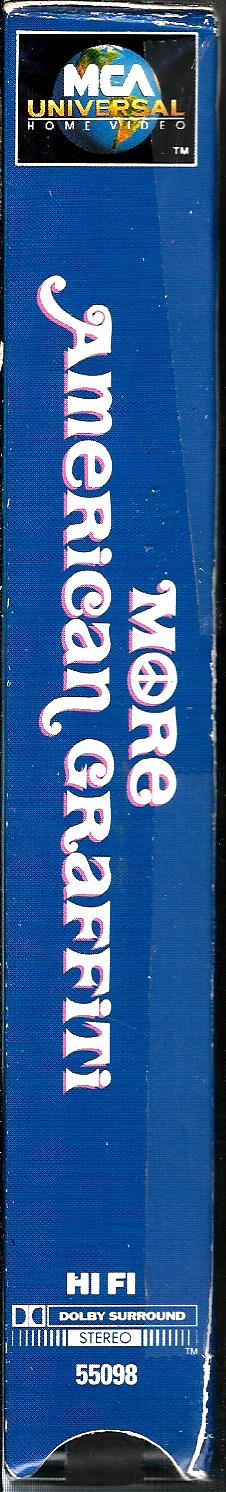 MCA
UNIVERSAL
HOME VIDEO
TM
MORE
AMERICAN GRAFFITI
HI FI
DOLBY SURROUND
STEREO
TM
55098